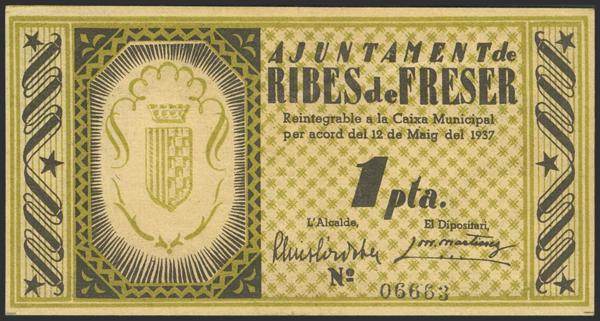 AJUNTAMENT de
RIBES de FRESER
Reintegrable a la Caixa Municipal
per acord del 12 de Maig del 1937
1 pta.
L'Alcalde,
El Dipositari,
J. M. Martínez
Nº 06663